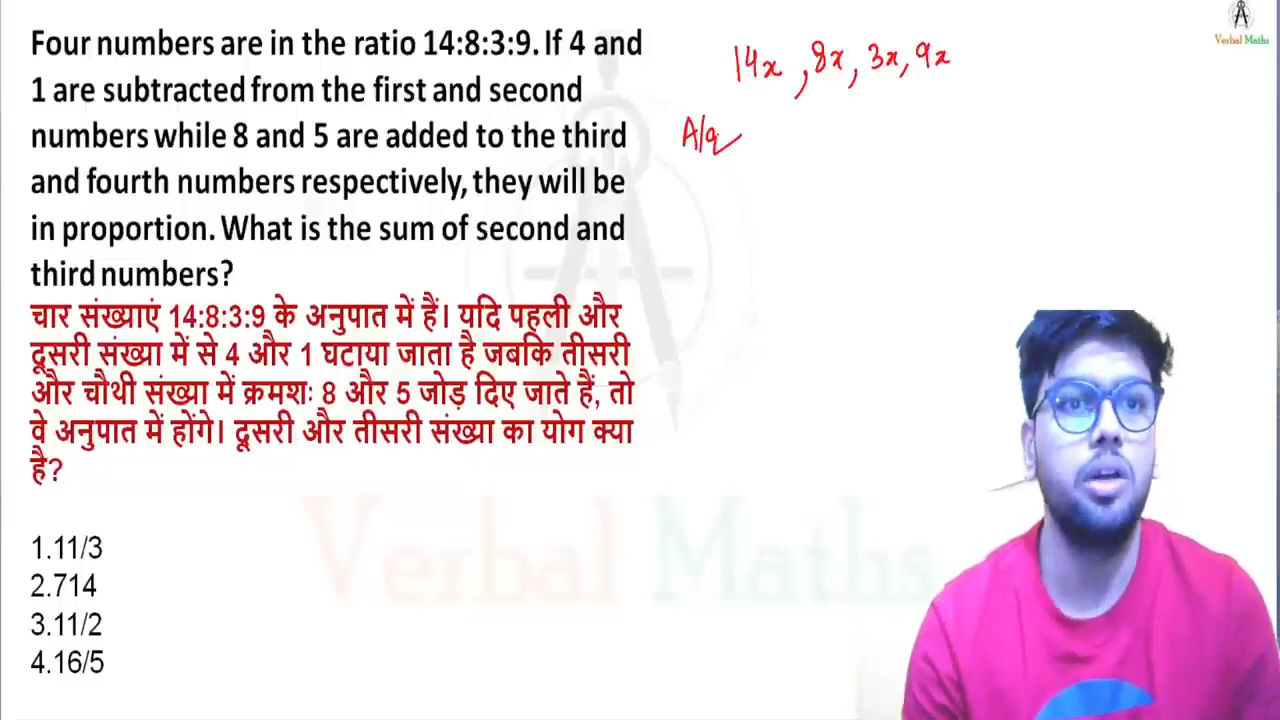 Four numbers are in the ratio 14:8:3:9. If 4 and
1 are subtracted from the first and second
numbers while 8 and 5 are added to the third
and fourth numbers respectively, they will be
in proportion. What is the sum of second and
third numbers?
चार संख्याएं 14:8:3:9 के अनुपात में हैं। यदि पहली और
दूसरी संख्या में से 4 और 1 घटाया जाता है जबकि तीसरी
और चौथी संख्या में क्रमशः 8 और 5 जोड़ दिए जाते हैं, तो
वे अनुपात में होंगे। दूसरी और तीसरी संख्या का योग क्या
है?
1.11/3
2.714
3.11/2
4.16/5
14x, 8x, 3x, 9x
A/q
Verbal Maths
Verbal Maths